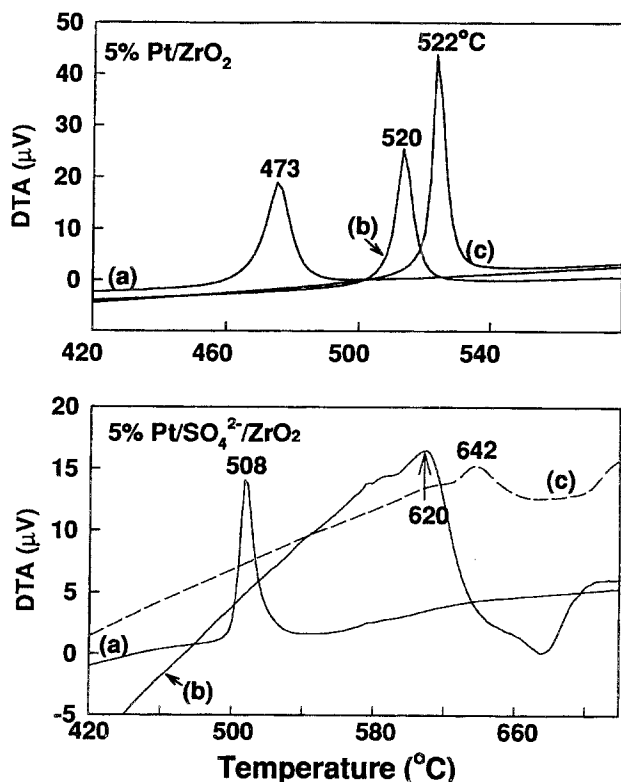 5% Pt/ZrO₂
522°C
520
473
(b)
(c)
(a)
DTA (μV)
50
40
30
20
10
0
420
460
500
540
5% Pt/SO₄²⁻/ZrO₂
508
642
(c)
620
(a)
(b)
DTA (μV)
20
15
10
5
0
-5
420
500
580
660
Temperature (°C)